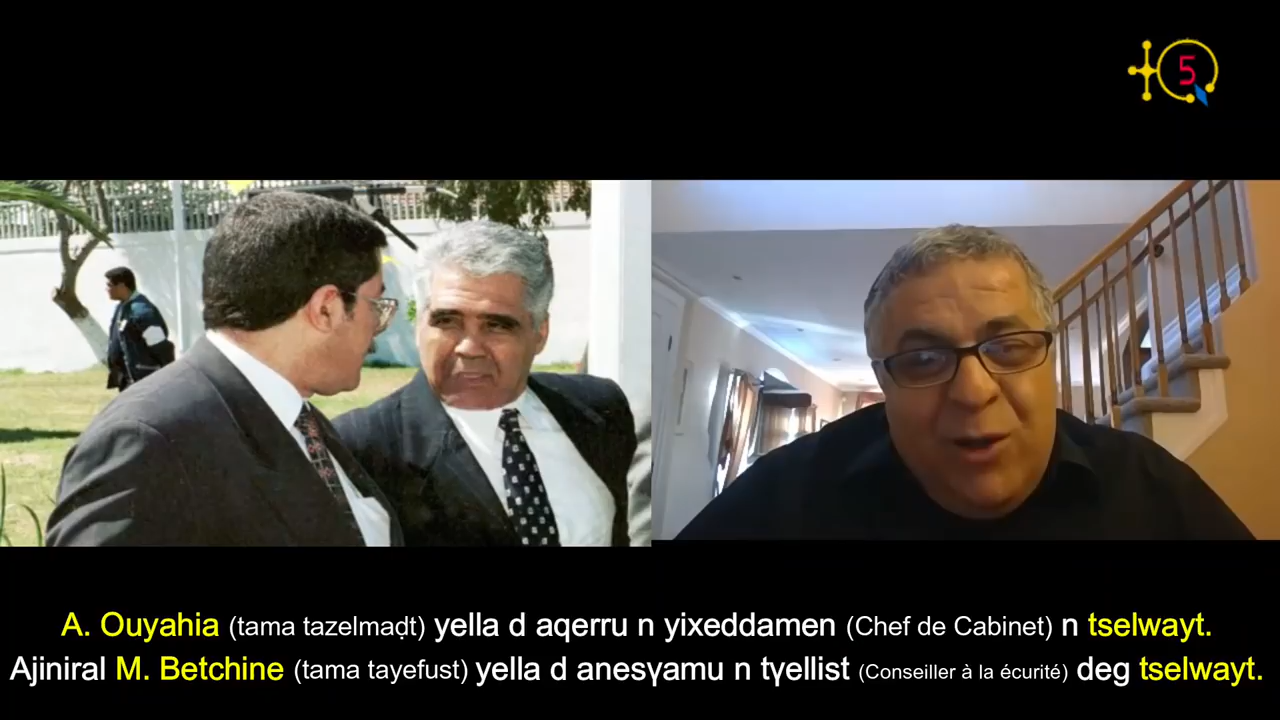 5
A. Ouyahia (tama tazelmaḍt) yella d aqerru n yixeddamen (Chef de Cabinet) n tselwayt.
Ajiniral M. Betchine (tama tayefust) yella d anesɣamu n tɣellist (Conseiller à la écurité) deg tselwayt.